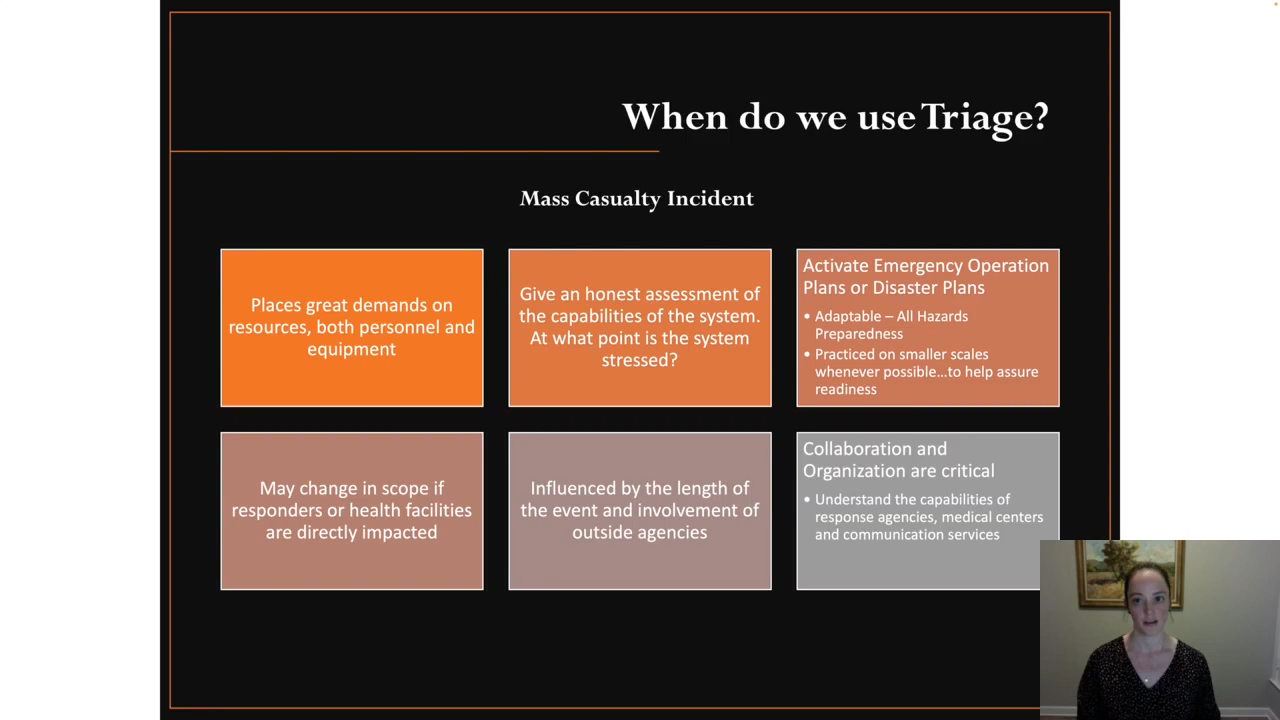 When do we use Triage?
Mass Casualty Incident
Places great demands on
resources, both personnel and
equipment
Give an honest assessment of
the capabilities of the system.
At what point is the system
stressed?
Activate Emergency Operation
Plans or Disaster Plans
• Adaptable – All Hazards
Preparedness
• Practiced on smaller scales
whenever possible…to help assure
readiness
May change in scope if
responders or health facilities
are directly impacted
Influenced by the length of
the event and involvement of
outside agencies
Collaboration and
Organization are critical
• Understand the capabilities of
response agencies, medical centers
and communication services